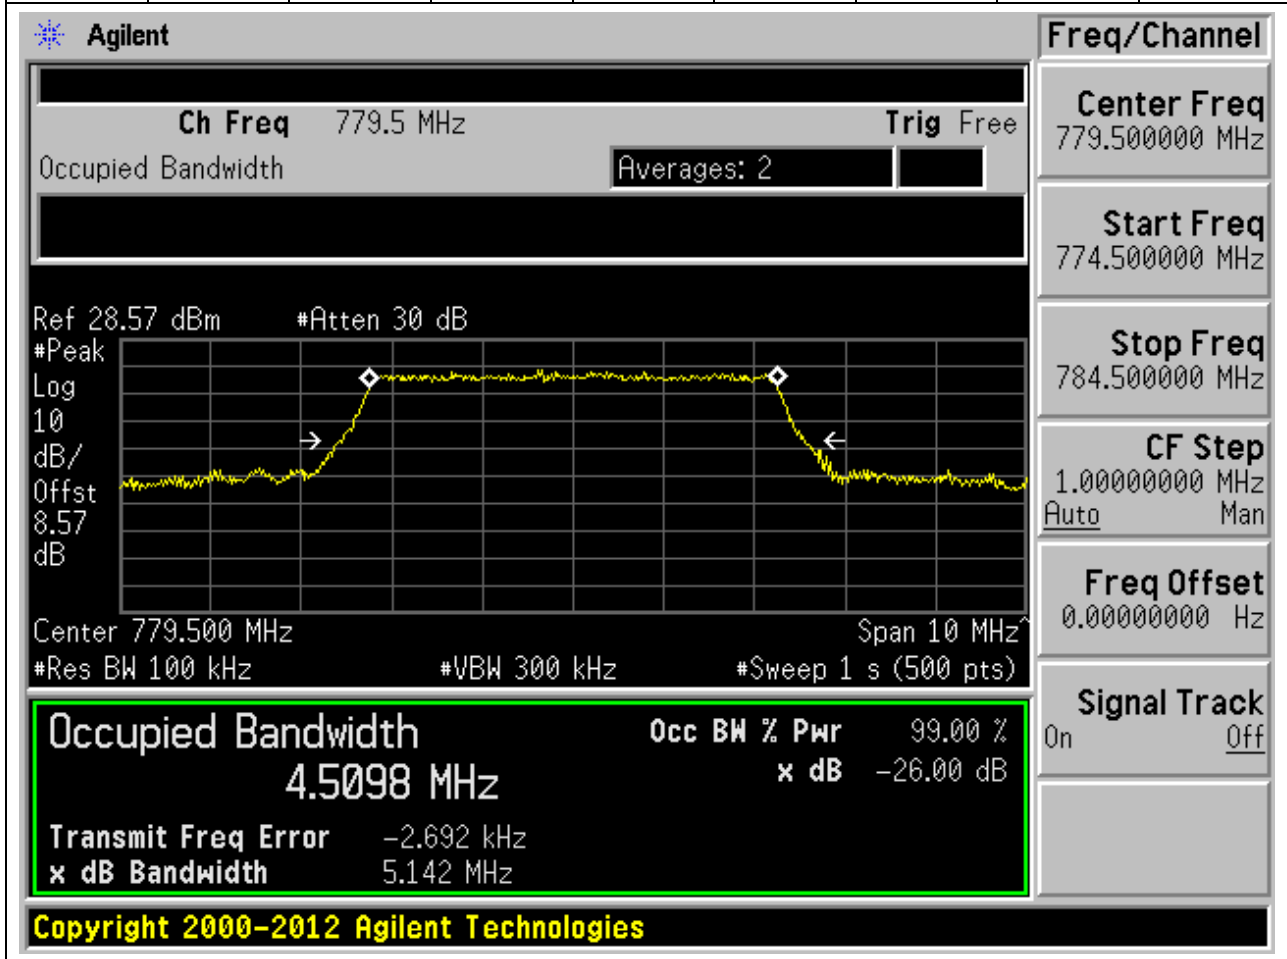 Agilent
Freq/Channel
Ch Freq 779.5 MHz Trig Free
Occupied Bandwidth Averages: 2
Center Freq
779.500000 MHz
Start Freq
774.500000 MHz
Stop Freq
784.500000 MHz
CF Step
1.00000000 MHz
Auto Man
Freq Offset
0.00000000 Hz
Signal Track
On Off
Ref 28.57 dBm #Atten 30 dB
#Peak
Log
10
dB/
Offst
8.57
dB
Center 779.500 MHz Span 10 MHz^
#Res BW 100 kHz #VBW 300 kHz #Sweep 1 s (500 pts)
Occupied Bandwidth Occ BW % Pwr 99.00 %
4.5098 MHz x dB -26.00 dB
Transmit Freq Error -2.692 kHz
x dB Bandwidth 5.142 MHz
Copyright 2000-2012 Agilent Technologies